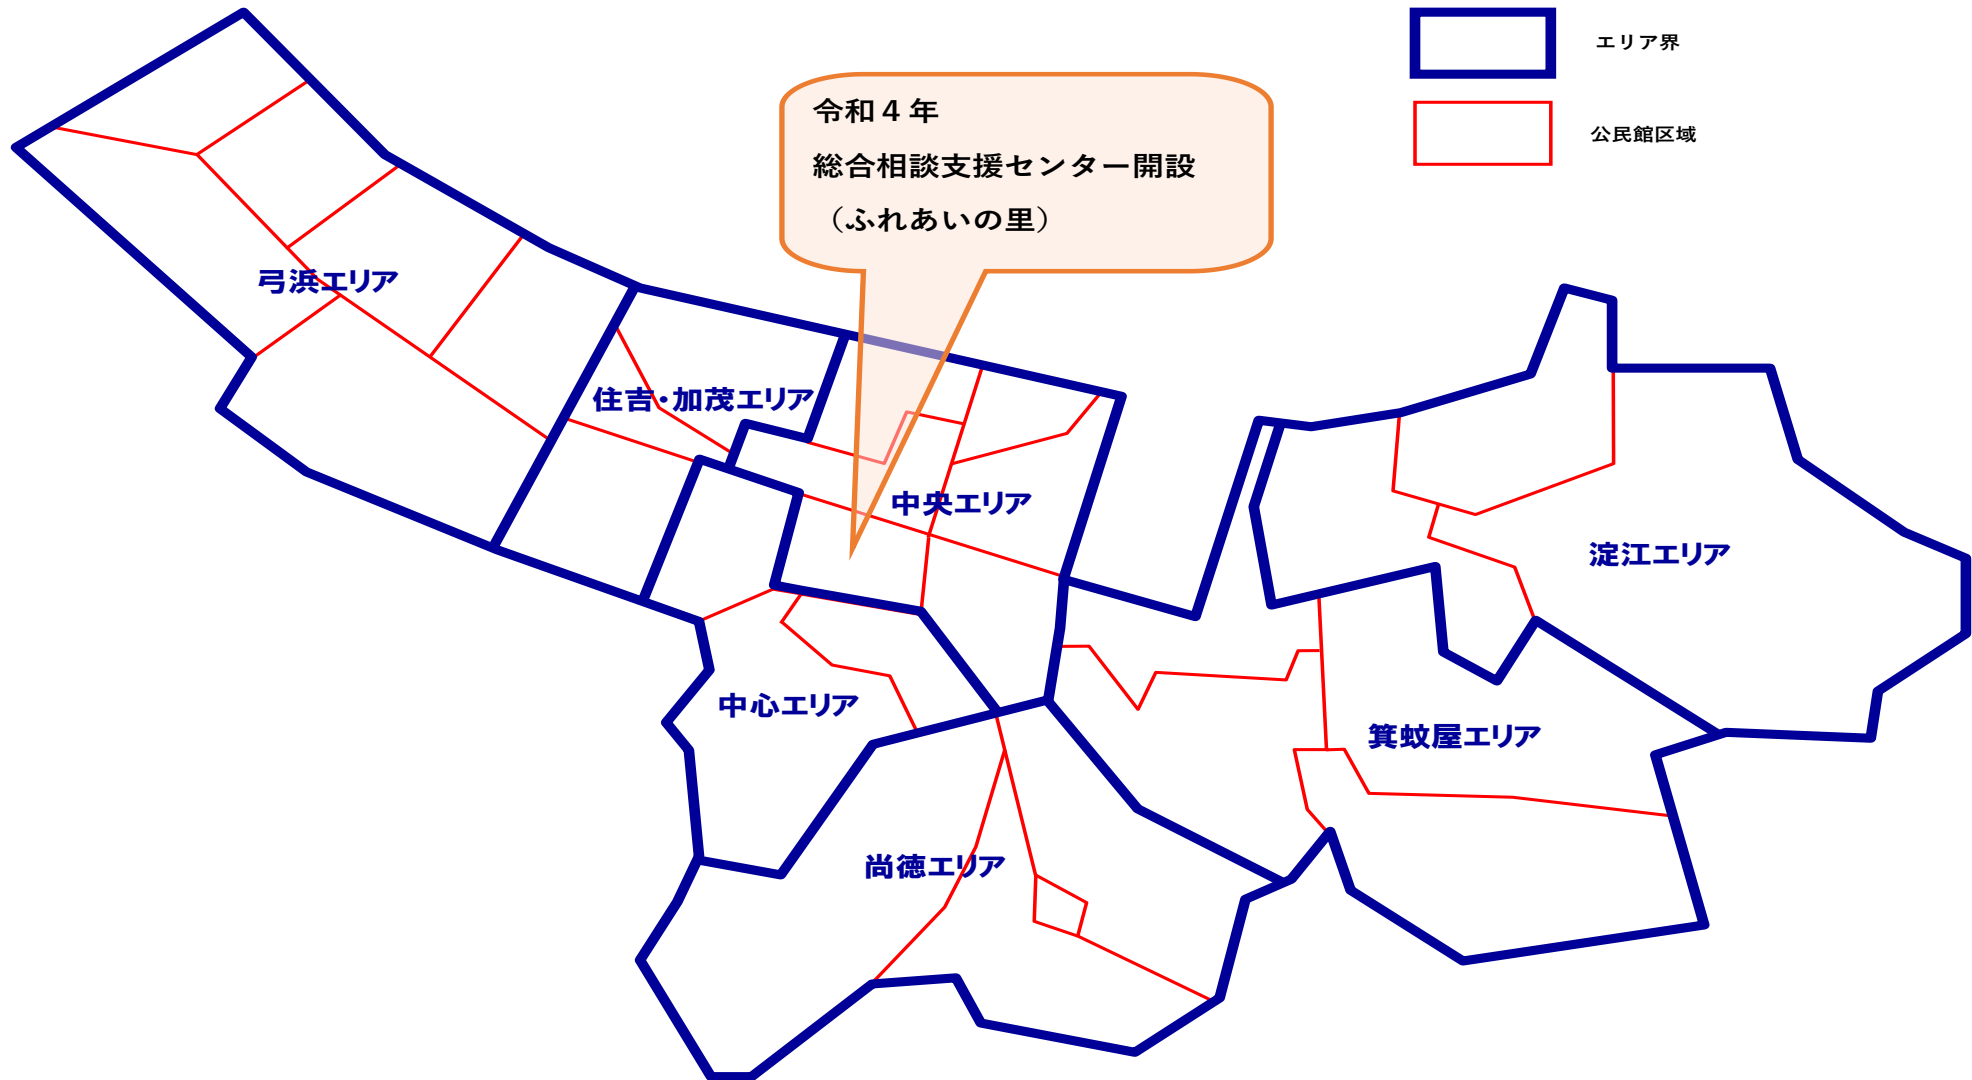 エリア界
公民館区域
令和４年
総合相談支援センター開設
（ふれあいの里）
弓浜エリア
住吉・加茂エリア
中央エリア
淀江エリア
中心エリア
箕蚊屋エリア
尚徳エリア